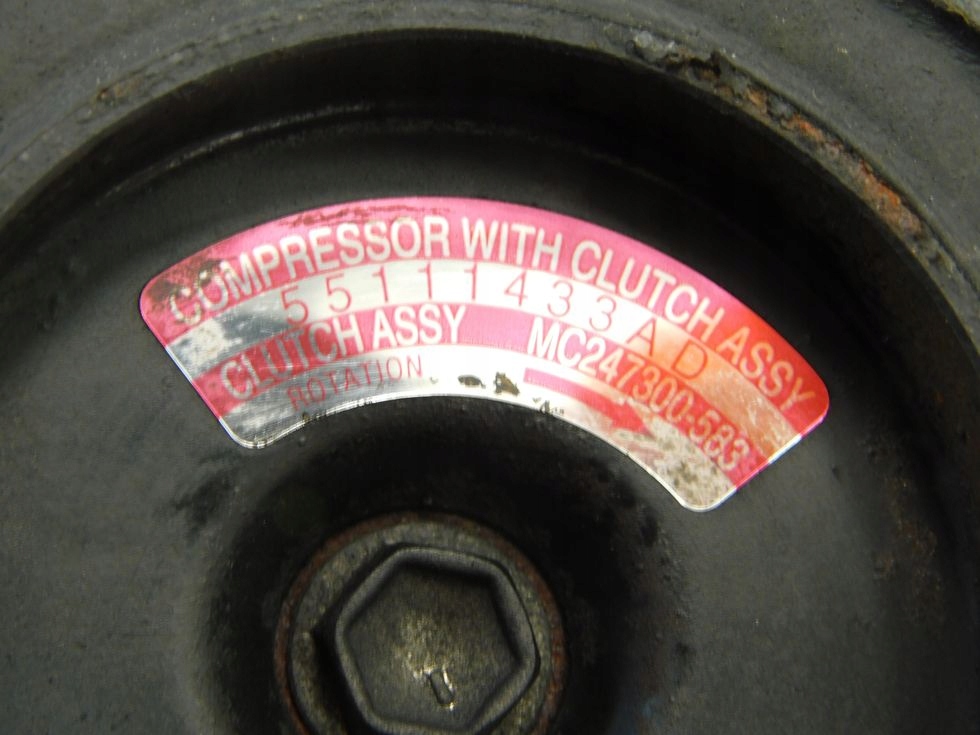 COMPRESSOR WITH CLUTCH ASSY
55111433AD
CLUTCH ASSY MC247300-583
ROTATION